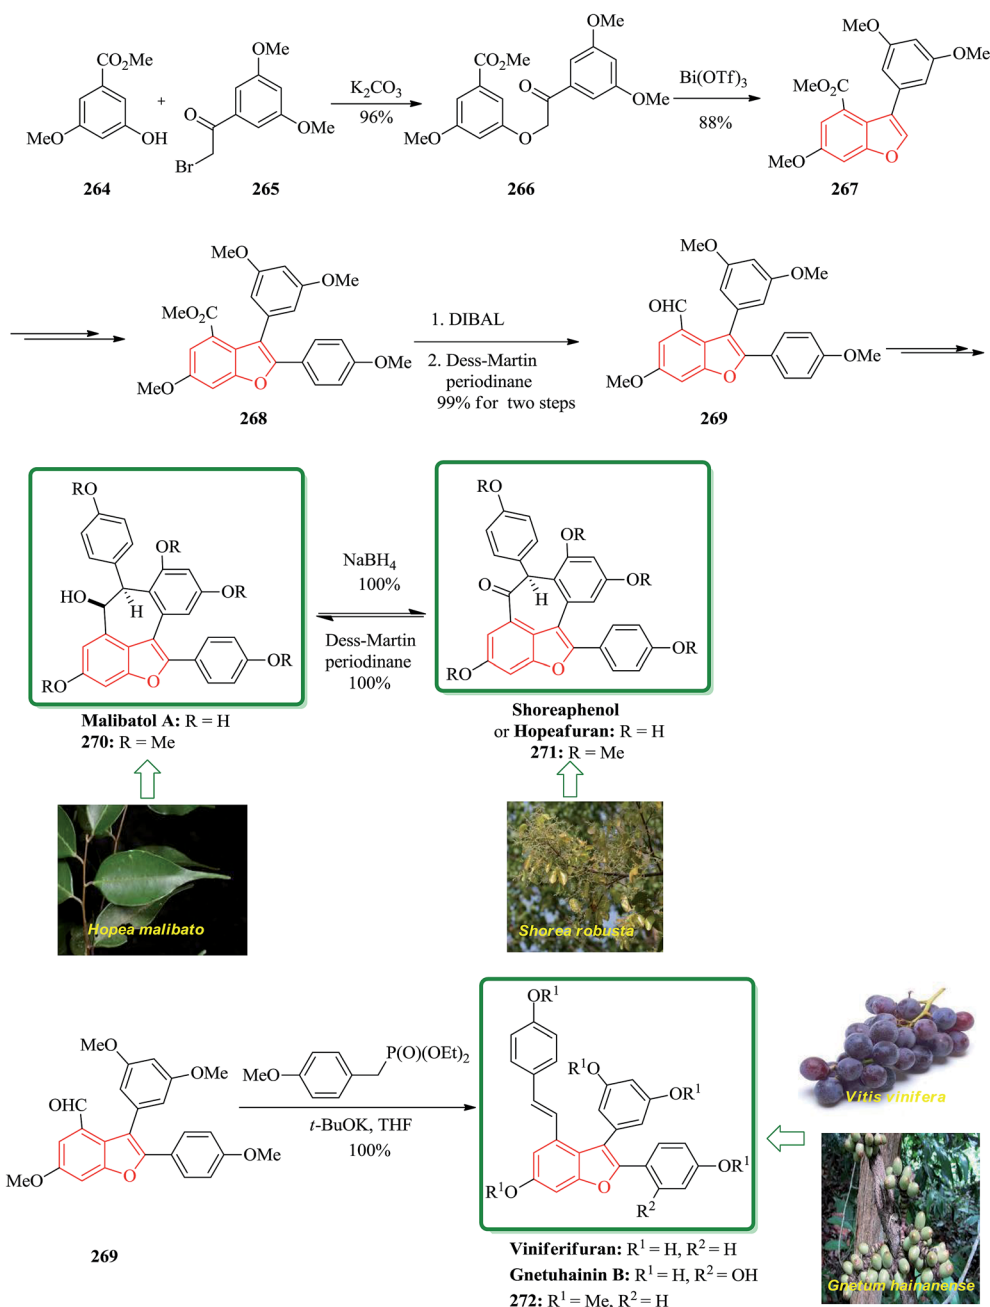 CO₂Me
MeO
OH
264
+
OMe
OMe
O
Br
265
K₂CO₃
96%
CO₂Me
MeO
O
O
OMe
OMe
266
Bi(OTf)₃
88%
MeO
OMe
MeO₂C
MeO
O
267
MeO
OMe
MeO₂C
MeO
O
OMe
268
1. DIBAL
2. Dess-Martin
periodinane
99% for two steps
MeO
OMe
OHC
MeO
O
OMe
269
RO
OR
OR
HO
H
OR
RO
O
Malibatol A: R = H
270: R = Me
NaBH₄
100%
Dess-Martin
periodinane
100%
RO
OR
OR
O
H
OR
RO
O
Shoreaphenol
or Hopeafuran: R = H
271: R = Me
Hopea malibato
Shorea robusta
MeO
OMe
OHC
MeO
O
OMe
269
MeO
P(O)(OEt)₂
t-BuOK, THF
100%
OR¹
R¹O
OR¹
OR¹
R¹O
O
R²
Viniferifuran: R¹ = H, R² = H
Gnetuhainin B: R¹ = H, R² = OH
272: R¹ = Me, R² = H
Vitis vinifera
Gnetum hainanense